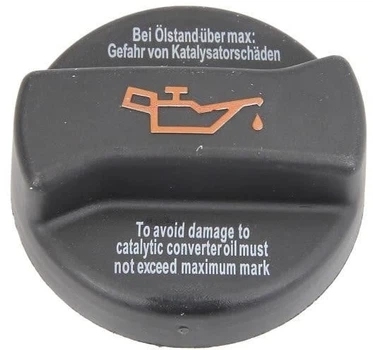 Bei Ölstand über max:
Gefahr von Katalysatorschäden
To avoid damage to
catalytic converter oil must
not exceed maximum mark